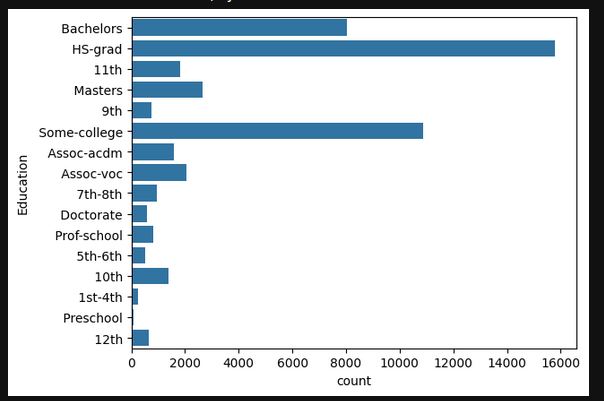 Bachelors
HS-grad
11th
Masters
9th
Some-college
Assoc-acdm
Assoc-voc
7th-8th
Doctorate
Prof-school
5th-6th
10th
1st-4th
Preschool
12th
Education
0 2000 4000 6000 8000 10000 12000 14000 16000
count